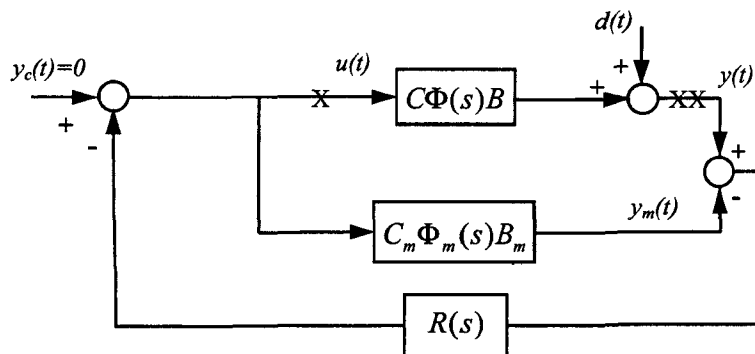 d(t)
y_c(t)=0
u(t)
y(t)
+
-
X
CΦ(s)B
+
+
XX
+
-
C_mΦ_m(s)B_m
y_m(t)
R(s)